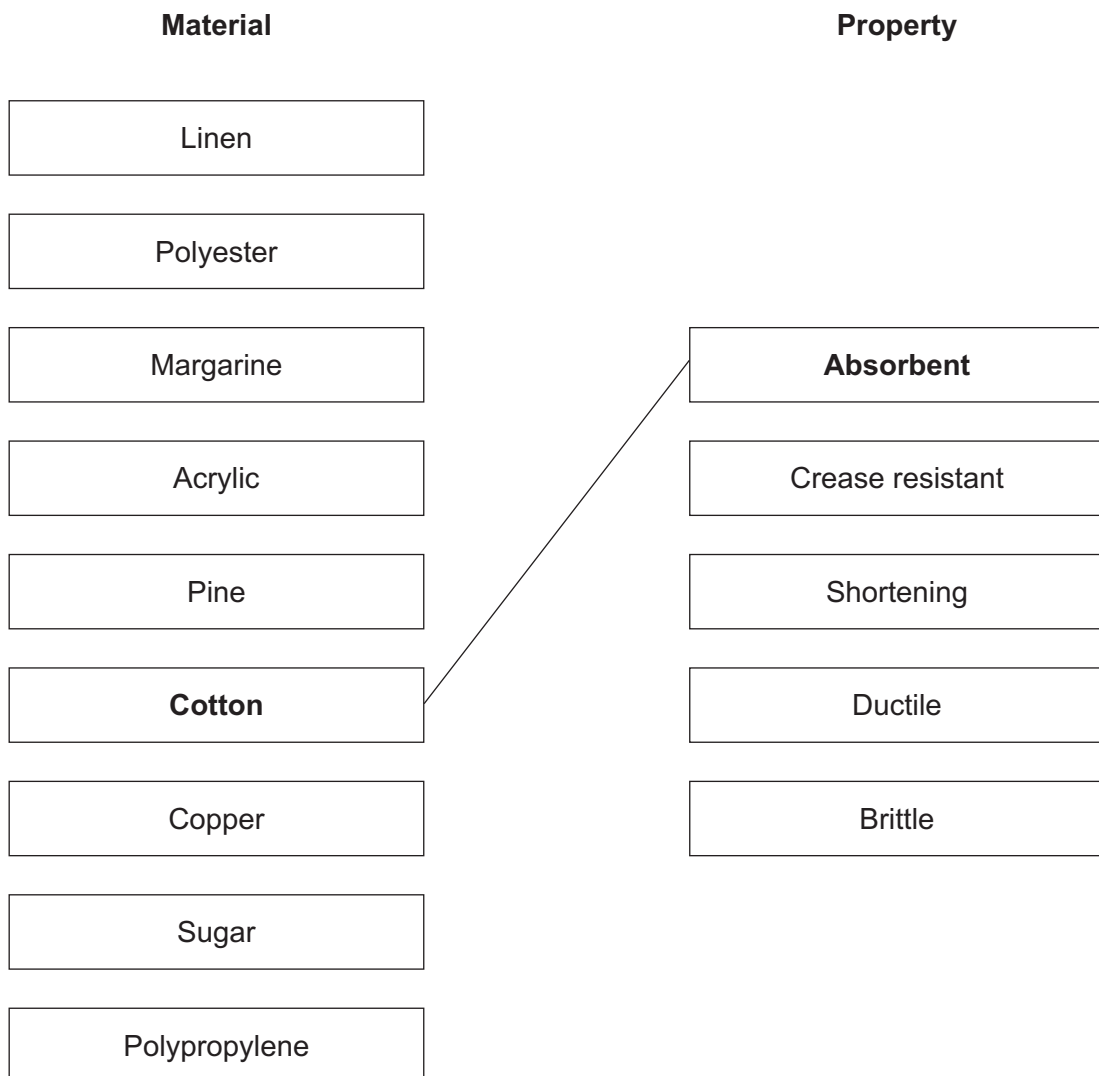 Material
Property
Linen
Polyester
Margarine
Absorbent
Acrylic
Crease resistant
Pine
Shortening
Cotton
Ductile
Copper
Brittle
Sugar
Polypropylene